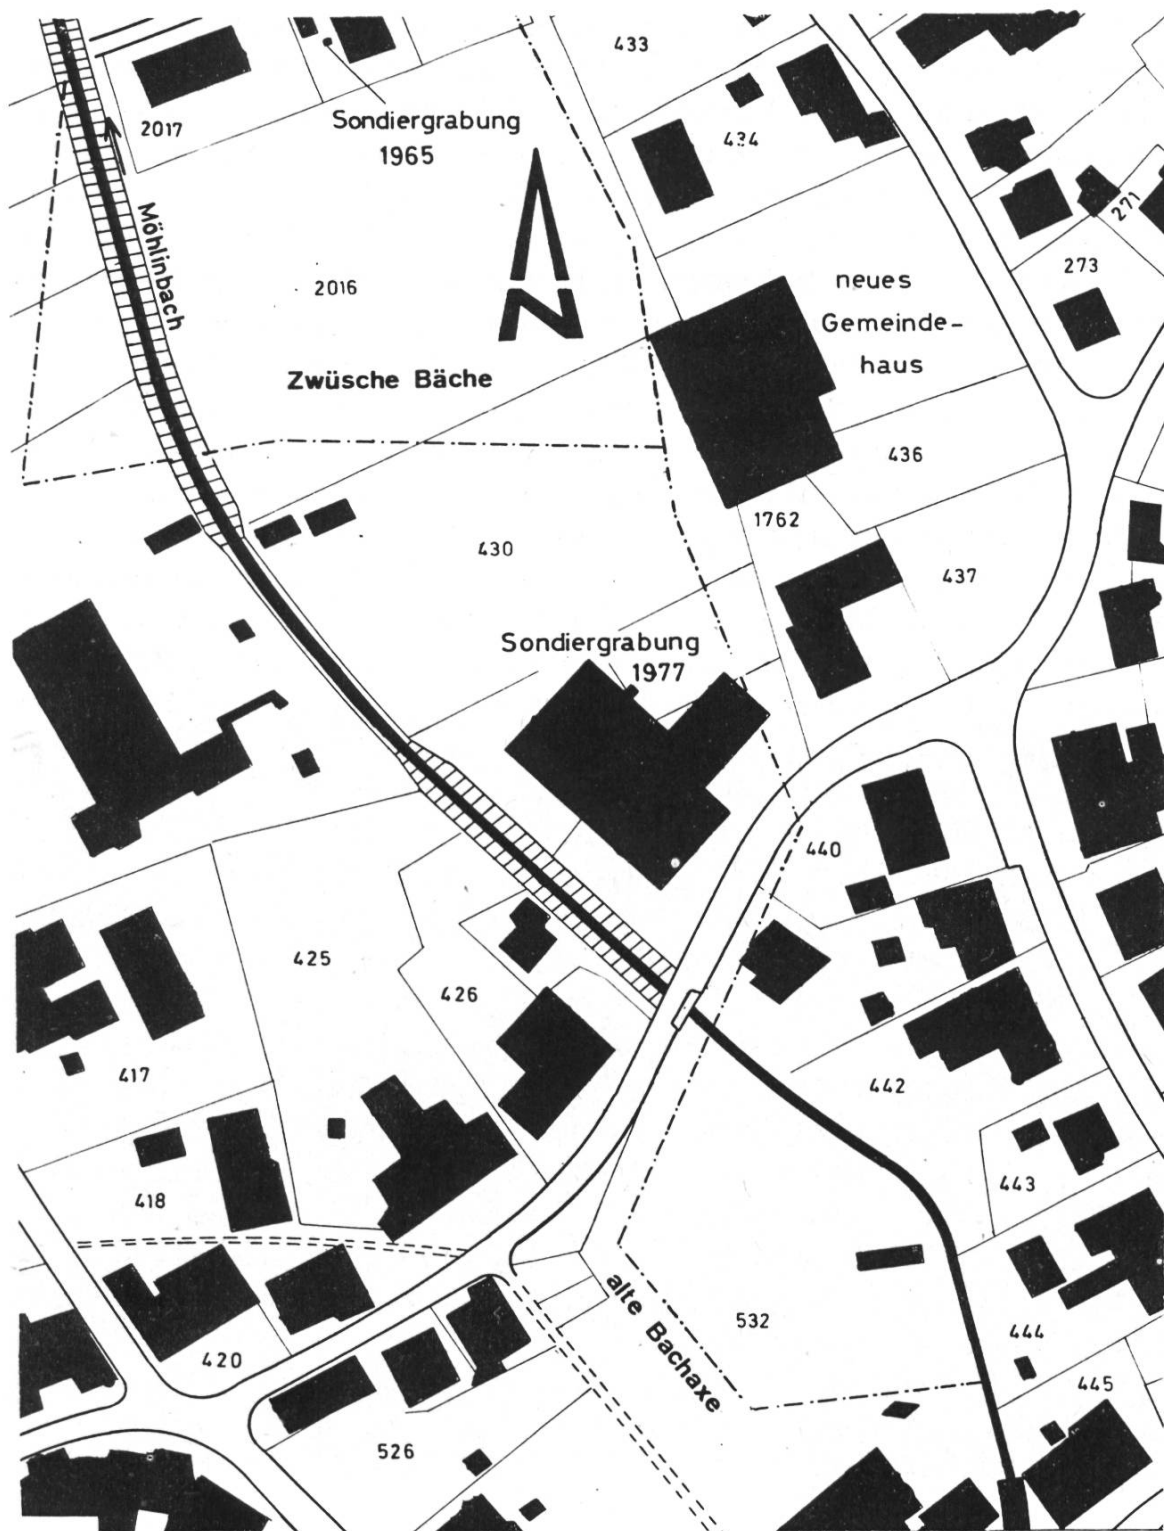 433
Sondiergrabung
1965
2017
434
271
Möhlinbach
273
2016
neues
Gemeinde-
haus
N
Zwüsche Bäche
436
1762
430
437
Sondiergrabung
1977
440
425
426
417
442
418
443
alte Bachaxe
532
444
420
445
526